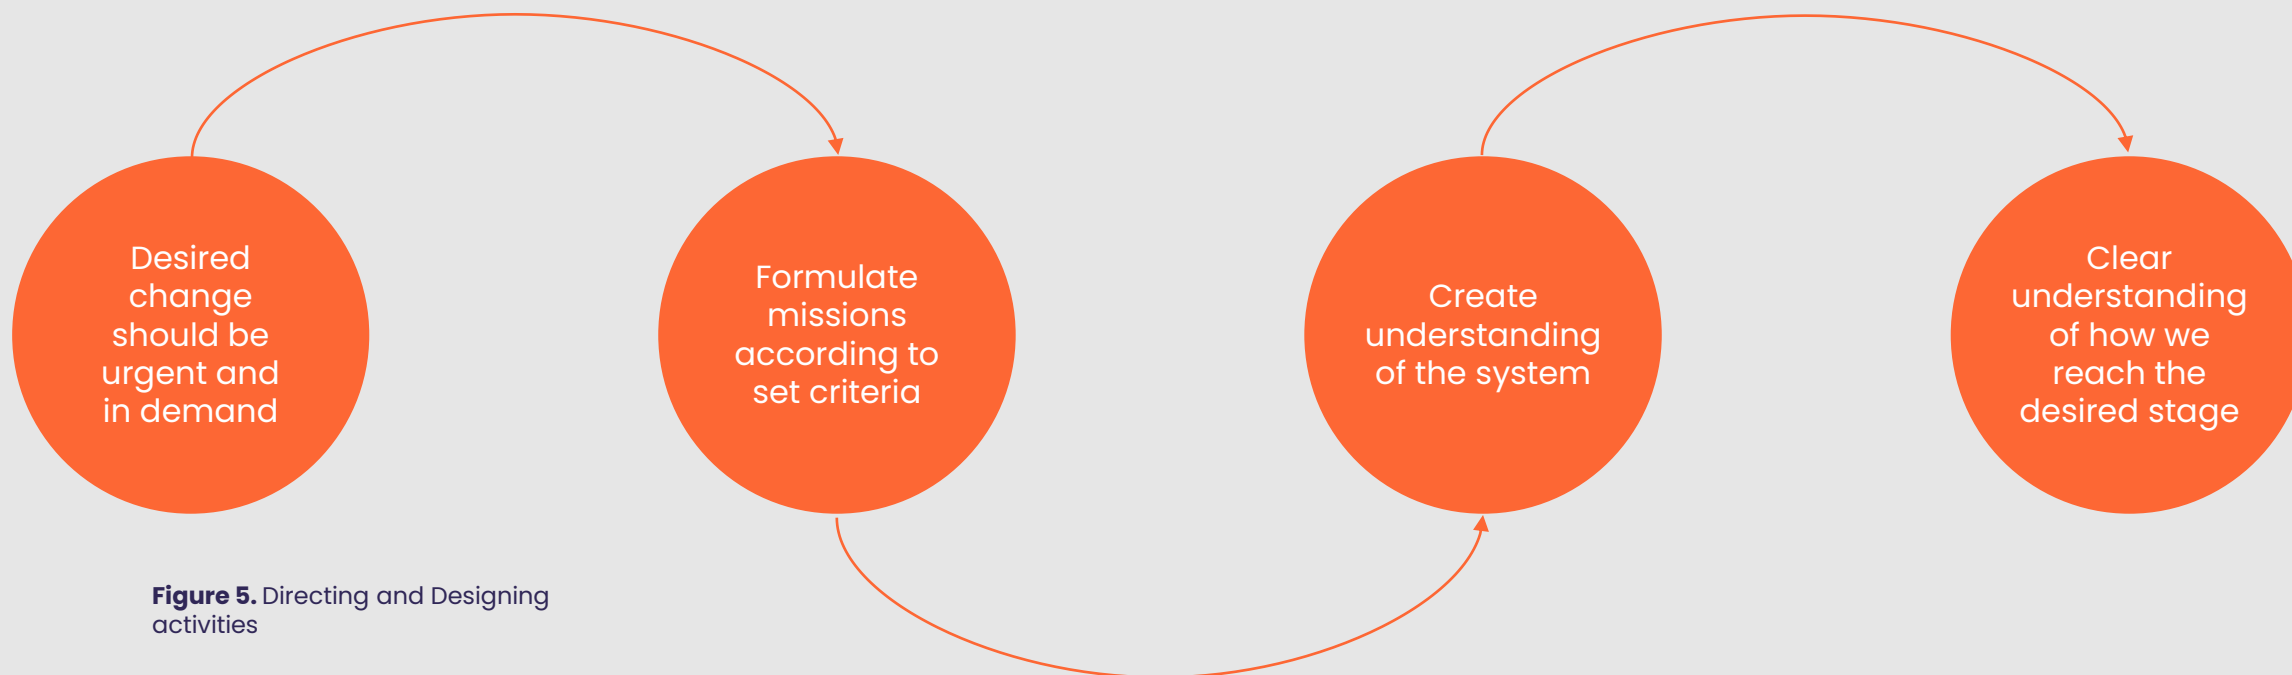 Desired
change
should be
urgent and
in demand
Formulate
missions
according to
set criteria
Create
understanding
of the system
Clear
understanding
of how we
reach the
desired stage
Figure 5. Directing and Designing
activities